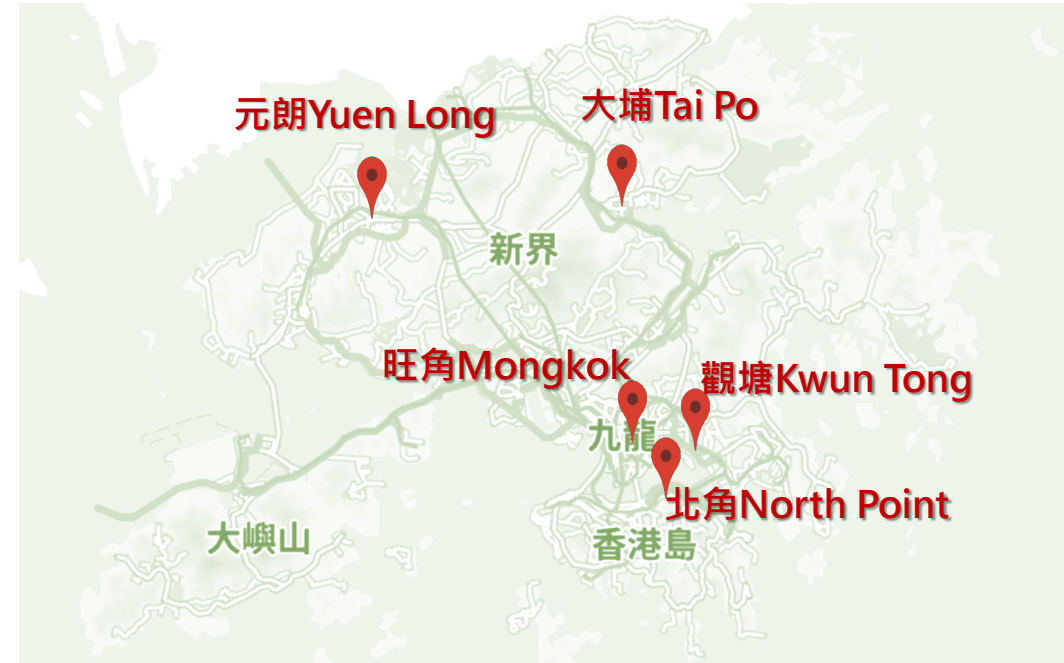 元朗Yuen Long
大埔Tai Po
新界
旺角Mongkok
觀塘Kwun Tong
九龍
北角North Point
大嶼山
香港島